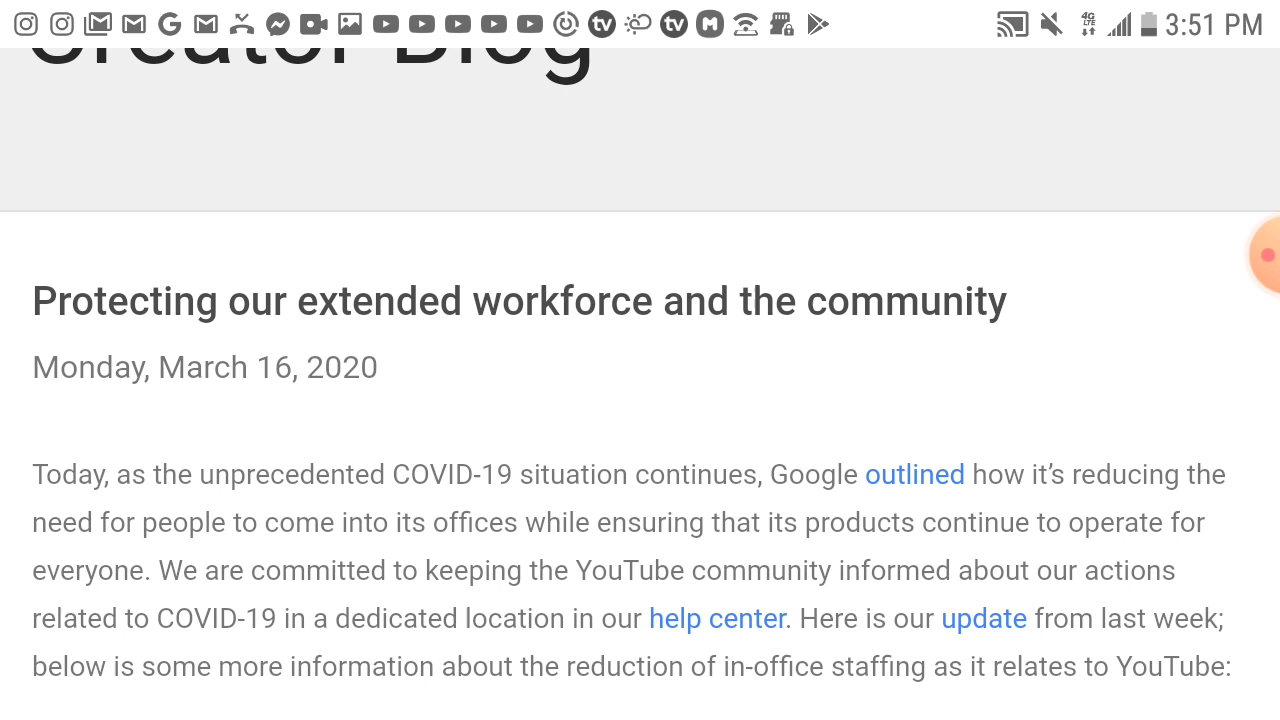 3:51 PM
Creator Blog
Protecting our extended workforce and the community
Monday, March 16, 2020
Today, as the unprecedented COVID-19 situation continues, Google outlined how it’s reducing the
need for people to come into its offices while ensuring that its products continue to operate for
everyone. We are committed to keeping the YouTube community informed about our actions
related to COVID-19 in a dedicated location in our help center. Here is our update from last week;
below is some more information about the reduction of in-office staffing as it relates to YouTube: